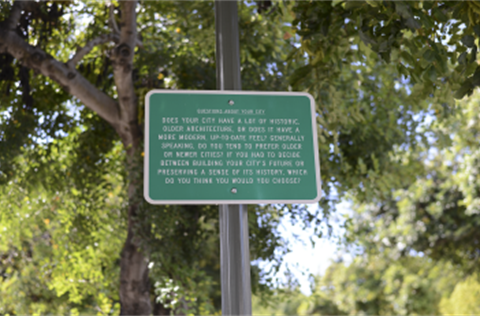 QUESTIONS ABOUT YOUR CITY
DOES YOUR CITY HAVE A LOT OF HISTORIC,
OLDER ARCHITECTURE, OR DOES IT HAVE A
MORE MODERN, UP-TO-DATE FEEL? GENERALLY
SPEAKING, DO YOU TEND TO PREFER OLDER
OR NEWER CITIES? IF YOU HAD TO DECIDE
BETWEEN BUILDING YOUR CITY'S FUTURE OR
PRESERVING A SENSE OF ITS HISTORY, WHICH
DO YOU THINK YOU WOULD YOU CHOOSE?